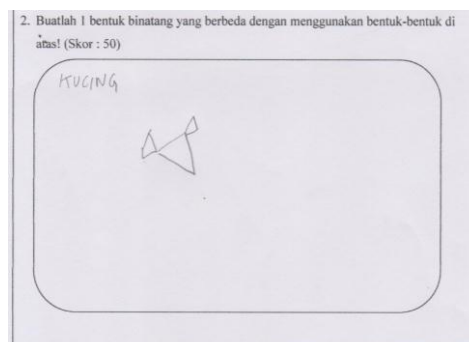 2. Buatlah 1 bentuk binatang yang berbeda dengan menggunakan bentuk-bentuk di
atas! (Skor : 50)
KUCING